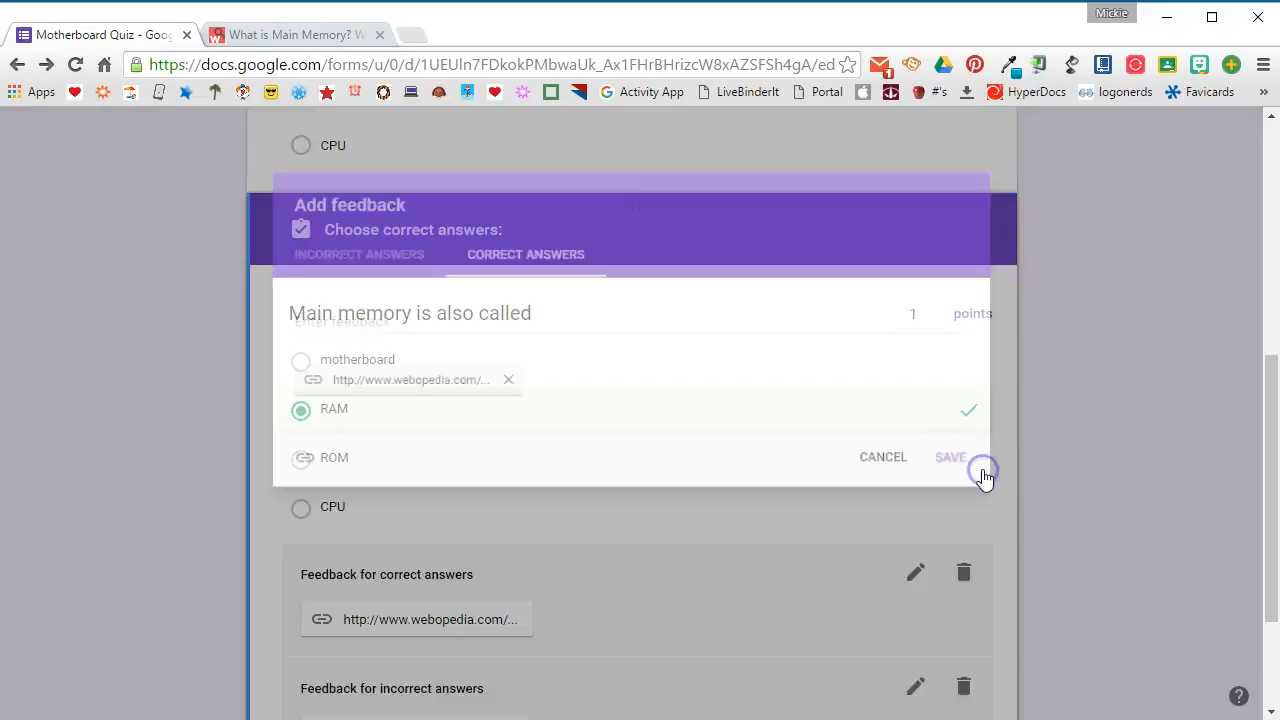 Mickie
Motherboard Quiz - Goog
What is Main Memory? W
https://docs.google.com/forms/u/0/d/1UEUIn7FDkokPMbwaUk_Ax1FHrBHrizcW8xAZSFSh4gA/ed
1
Apps
Activity App
LiveBinderIt
Portal
#'s
HyperDocs
logonerds
Favicards
»
CPU
Add feedback
Choose correct answers:
INCORRECT ANSWERS
CORRECT ANSWERS
Main memory is also called
1
points
Enter feedback
motherboard
http://www.webopedia.com/...
RAM
ROM
CANCEL
SAVE
CPU
Feedback for correct answers
http://www.webopedia.com/...
Feedback for incorrect answers